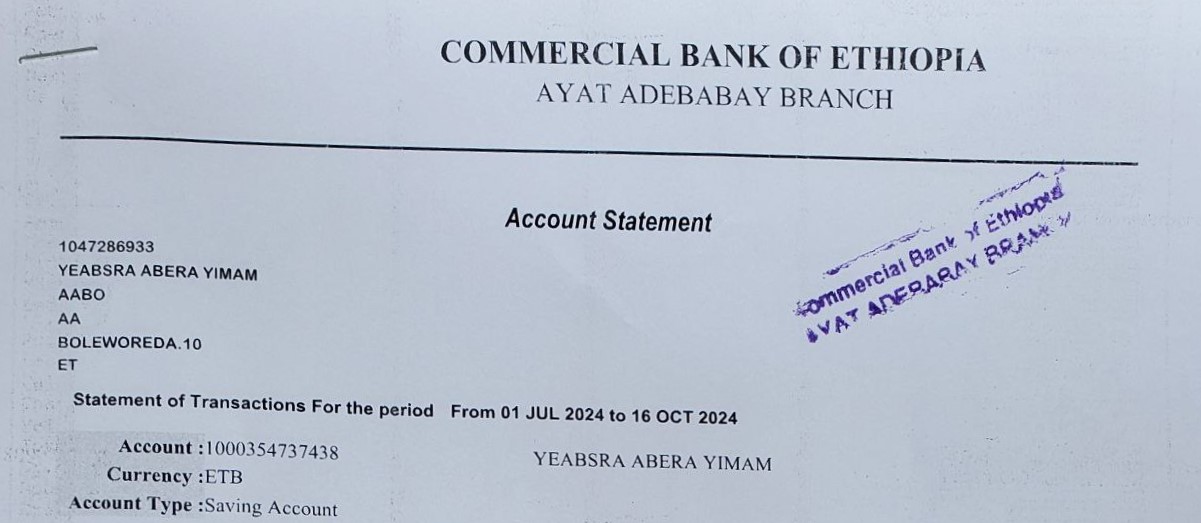 COMMERCIAL BANK OF ETHIOPIA
AYAT ADEBABAY BRANCH
Account Statement
1047286933
YEABSRA ABERA YIMAM
AABO
AA
BOLEWOREDA.10
ET
ommercial Bank of Ethiopia
AYAT ADEBABAY BRANCH
Statement of Transactions For the period From 01 JUL 2024 to 16 OCT 2024
Account :1000354737438 YEABSRA ABERA YIMAM
Currency :ETB
Account Type :Saving Account